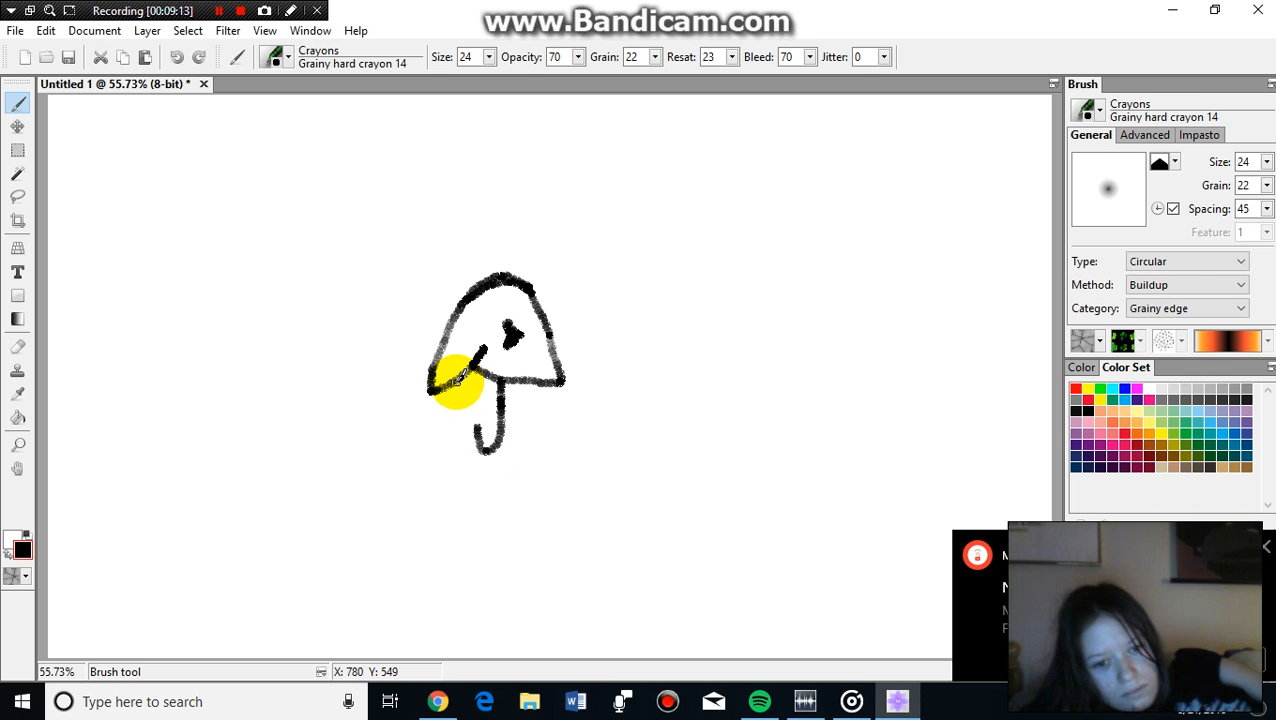 Recording [00:09:13]
www.Bandicam.com
File Edit Document Layer Select Filter View Window Help
Crayons
Grainy hard crayon 14
Size: 24 Opacity: 70 Grain: 22 Resat: 23 Bleed: 70 Jitter: 0
Untitled 1 @ 55.73% (8-bit) *
Brush
Crayons
Grainy hard crayon 14
General Advanced Impasto
Size: 24
Grain: 22
Spacing: 45
Feature: 1
Type: Circular
Method: Buildup
Category: Grainy edge
Color Color Set
55.73% Brush tool X: 780 Y: 549
Type here to search